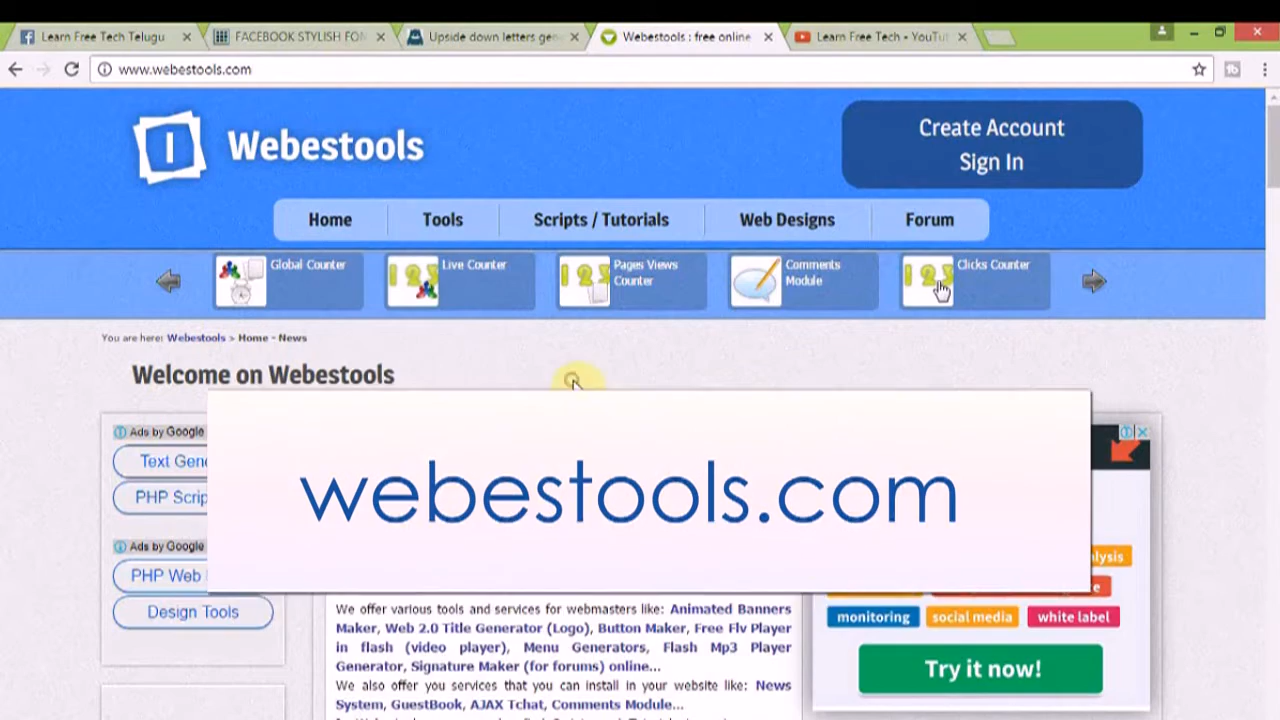 Learn Free Tech Telugu
FACEBOOK STYLISH FON
Upside down letters gene
Webestools : free online
Learn Free Tech - YouTu
www.webestools.com
Webestools
Create Account
Sign In
Home
Tools
Scripts / Tutorials
Web Designs
Forum
Global Counter
Live Counter
Pages Views
Counter
Comments
Module
Clicks Counter
You are here: Webestools > Home - News
Welcome on Webestools
Ads by Google
Text Gen
PHP Scrip
webestools.com
Ads by Google
PHP Web
Design Tools
alysis
monitoring
social media
white label
Try it now!
We offer various tools and services for webmasters like: Animated Banners
Maker, Web 2.0 Title Generator (Logo), Button Maker, Free Flv Player
in flash (video player), Menu Generators, Flash Mp3 Player
Generator, Signature Maker (for forums) online...
We also offer you services that you can install in your website like: News
System, GuestBook, AJAX Tchat, Comments Module...